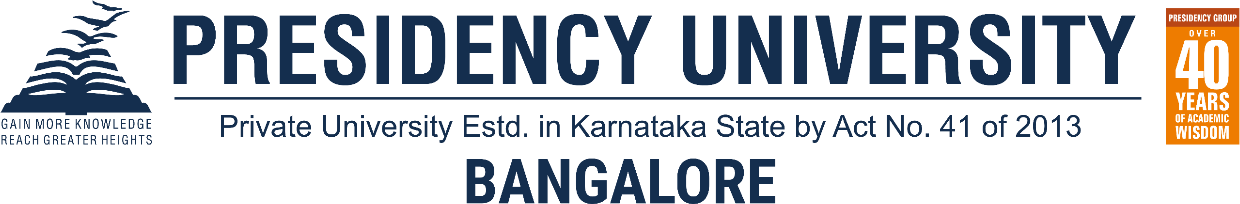 GAIN MORE KNOWLEDGE
REACH GREATER HEIGHTS
PRESIDENCY UNIVERSITY
Private University Estd. in Karnataka State by Act No. 41 of 2013
BANGALORE
PRESIDENCY GROUP
OVER
40
YEARS
OF ACADEMIC
WISDOM